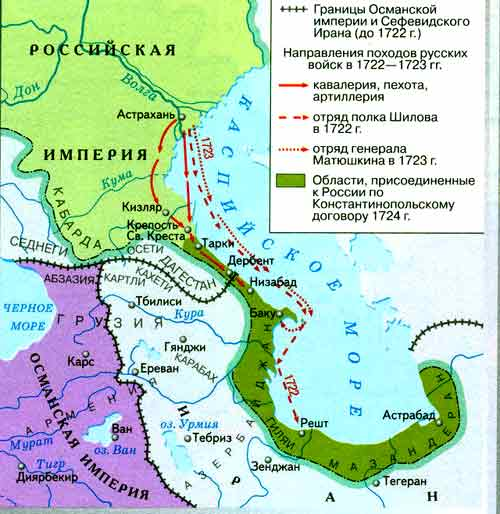 Границы Османской
империи и Сефевидского
Ирана (до 1722 г.)
Направления походов русских
войск в 1722—1723 гг.
кавалерия, пехота,
артиллерия
отряд полка Шилова
в 1722 г.
отряд генерала
Матюшкина в 1723 г.
Области, присоединенные
к России по
Константинопольскому
договору 1724 г.
РОССИЙСКАЯ
ИМПЕРИЯ
Дон
Волга
Астрахань
1723
КАСПИЙСКОЕ МОРЕ
Кума
КАБАРДА
Кизляр
Крепость
Св. Креста
ОСЕТИ
Тарки
СЕДНЕГИ
ДАГЕСТАН
Дербент
АБАЗИЯ
КАРТЛИ
КАХЕТИ
Низабад
ЧЕРНОЕ
МОРЕ
Тбилиси
Кура
Баку
ГРУЗИЯ
Гянджи
КАРАБАХ
Карс
Ереван
1722
ОСМАНСКАЯ ИМПЕРИЯ
АРМЕНИЯ
АЗЕРБАЙДЖАН
оз. Урмия
Решт
Астрабад
Мурат
Ван
оз. Ван
Тебриз
ГИЛЯН
МАЗАНДЕРАН
Тигр
Диярбекир
Зенджан
Тегеран
ИРАН